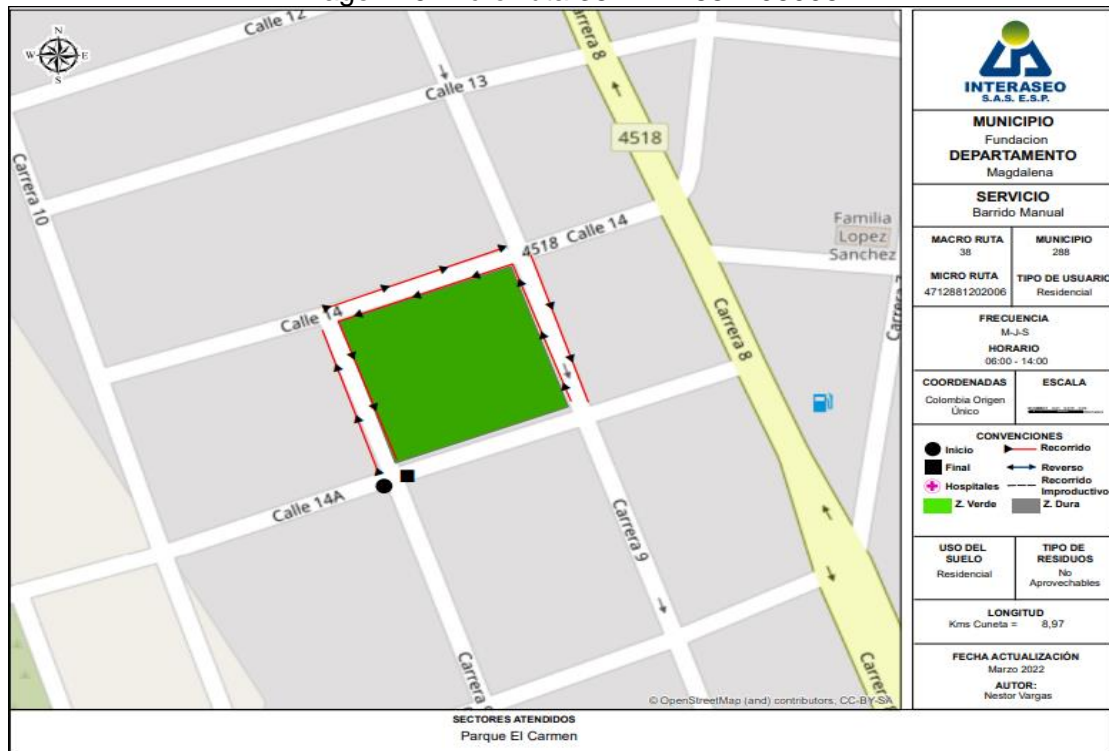 N
W
E
S
Calle 12
Calle 13
Carrera 8
4518
Carrera 10
Familia
Lopez
Sanchez
4518 Calle 14
Calle 14
Carrera 8
Calle 14A
Carrera 9
© OpenStreetMap (and) contributors, CC-BY-SA
INTERASEO
S.A.S. E.S.P.
MUNICIPIO
Fundacion
DEPARTAMENTO
Magdalena
SERVICIO
Barrido Manual
MACRO RUTA
38
MUNICIPIO
288
MICRO RUTA
4712881202006
TIPO DE USUARIO
Residencial
FRECUENCIA
M-J-S
HORARIO
06:00 - 14:00
COORDENADAS
Colombia Origen
Único
ESCALA
CONVENCIONES
Inicio
Recorrido
Final
Reverso
Hospitales
Recorrido
Improductivo
Z. Verde
Z. Dura
USO DEL
SUELO
Residencial
TIPO DE
RESIDUOS
No
Aprovechables
LONGITUD
Kms Cuneta = 8,97
FECHA ACTUALIZACIÓN
Marzo 2022
AUTOR:
Nestor Vargas
SECTORES ATENDIDOS
Parque El Carmen